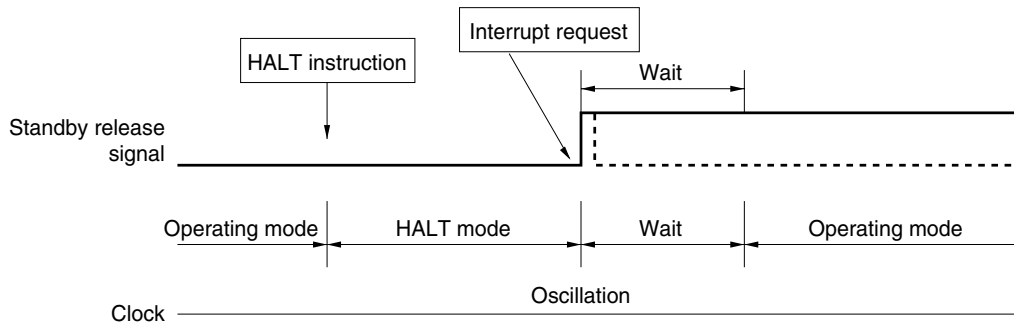 Interrupt request
HALT instruction
Wait
Standby release
signal
Operating mode
HALT mode
Wait
Operating mode
Oscillation
Clock